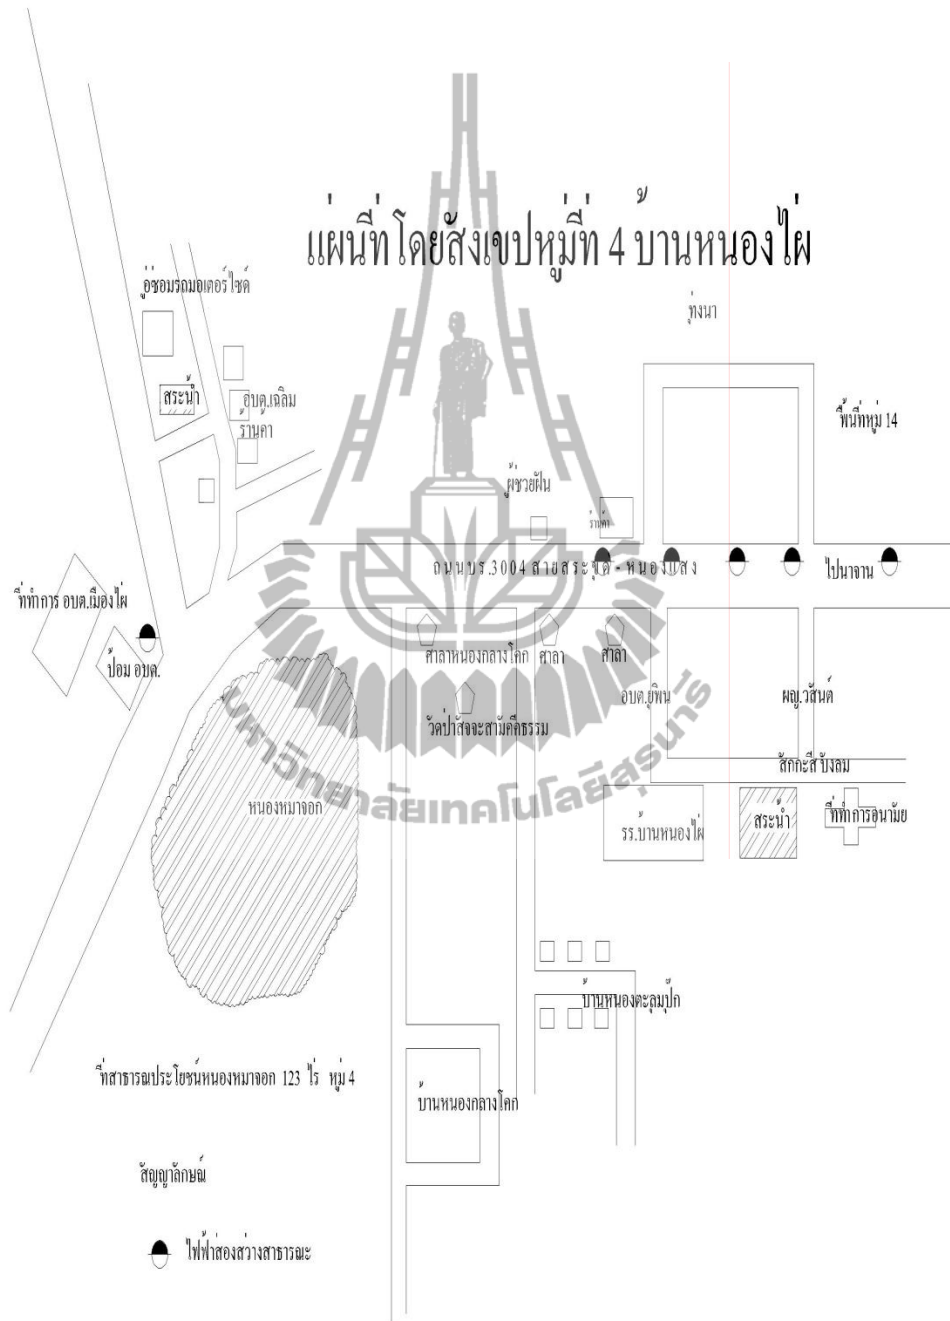 แผนที่โดยสังเขปหมู่ที่ 4 บ้านหนองไผ่
ทุ่งนา
อู่ซ่อมรถมอเตอร์ไซด์
สระน้ำ
อบต.เฉลิม
ร้านค้า
พื้นที่หมู่ 14
ผู้ช่วยฝัน
ร้านค้า
ถนนบร.3004 สายสระขุด - หนองแสง
ไปนาจาน
ที่ทำการ อบต.เมืองไผ่
ป้อม อบต.
ศาลาหนองกลางโคก
ศาลา
ศาลา
อบต.ยุพิน
ผญ.วสันต์
วัดป่าสัจจะสามัคคีธรรม
สักกะสี บังลม
หนองหมาจอก
รร.บ้านหนองไผ่
สระน้ำ
ที่ทำการอนามัย
มหาวิทยาลัยเทคโนโลยีสุรนารี
บ้านหนองตะลุมปุ๊ก
ที่สาธารณประโยชน์หนองหมาจอก 123 ไร่ หมู่ 4
บ้านหนองกลางโคก
สัญญาลักษณ์
ไฟฟ้าส่องสว่างสาธารณะ